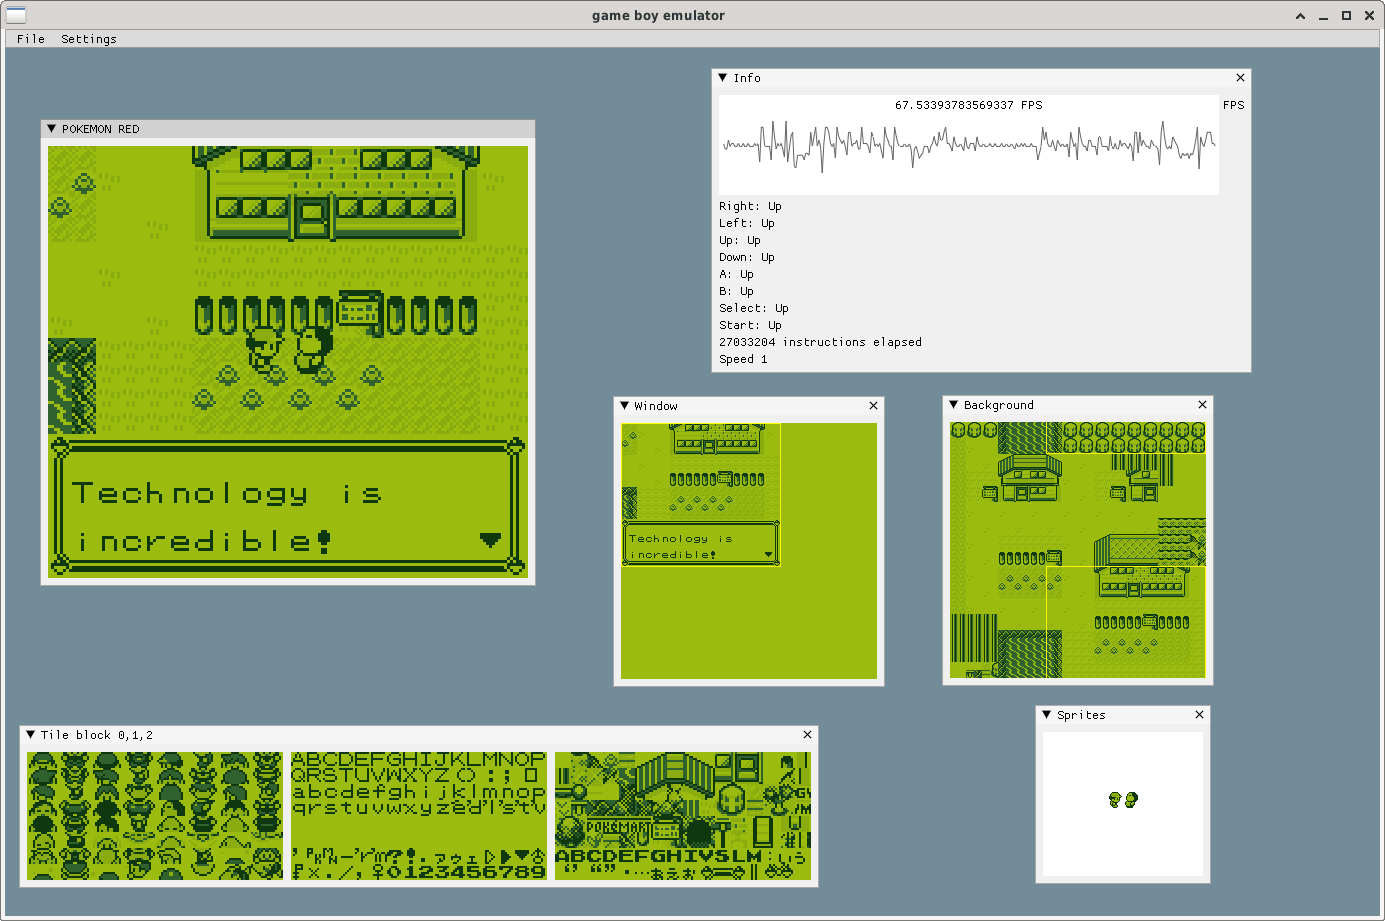 game boy emulator
File Settings
POKEMON RED
Technology is
incredible!
Info
67.53393783569337 FPS
FPS
Right: Up
Left: Up
Up: Up
Down: Up
A: Up
B: Up
Select: Up
Start: Up
27033204 instructions elapsed
Speed 1
Window
Technology is
incredible!
Background
Tile block 0,1,2
ABCDEFGHIJKLMNOP
QRSTUVWXYZ():;[]
abcdefghijklmnop
qrstuvwxyzé'd'l's't'v
0123456789
POKéMART
ABCDEFGHIVSLM
Sprites